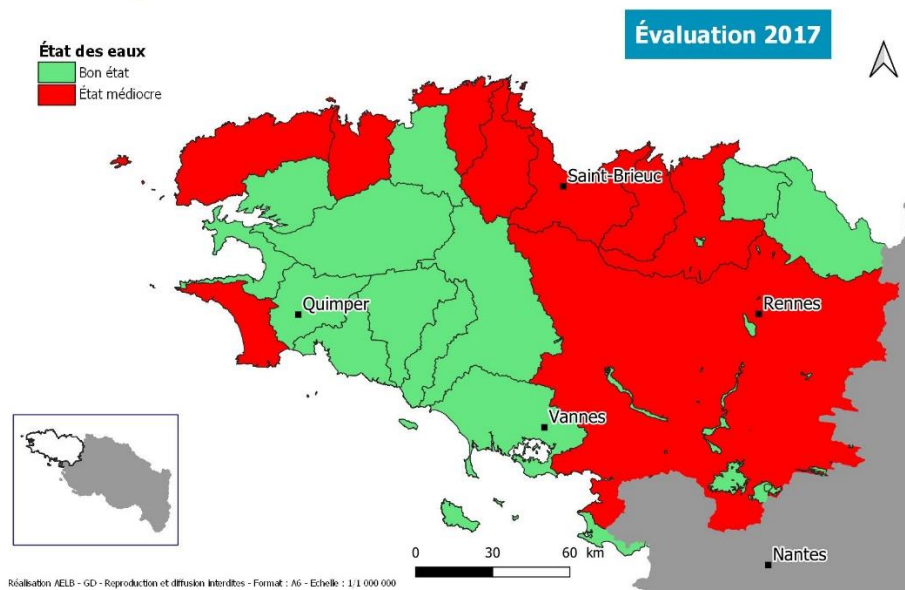 Évaluation 2017
État des eaux
Bon état
État médiocre
Saint-Brieuc
Quimper
Rennes
Vannes
0 30 60 km
Nantes
Réalisation AELB - GD - Reproduction et diffusion interdites - Format : A6 - Echelle : 1/1 000 000